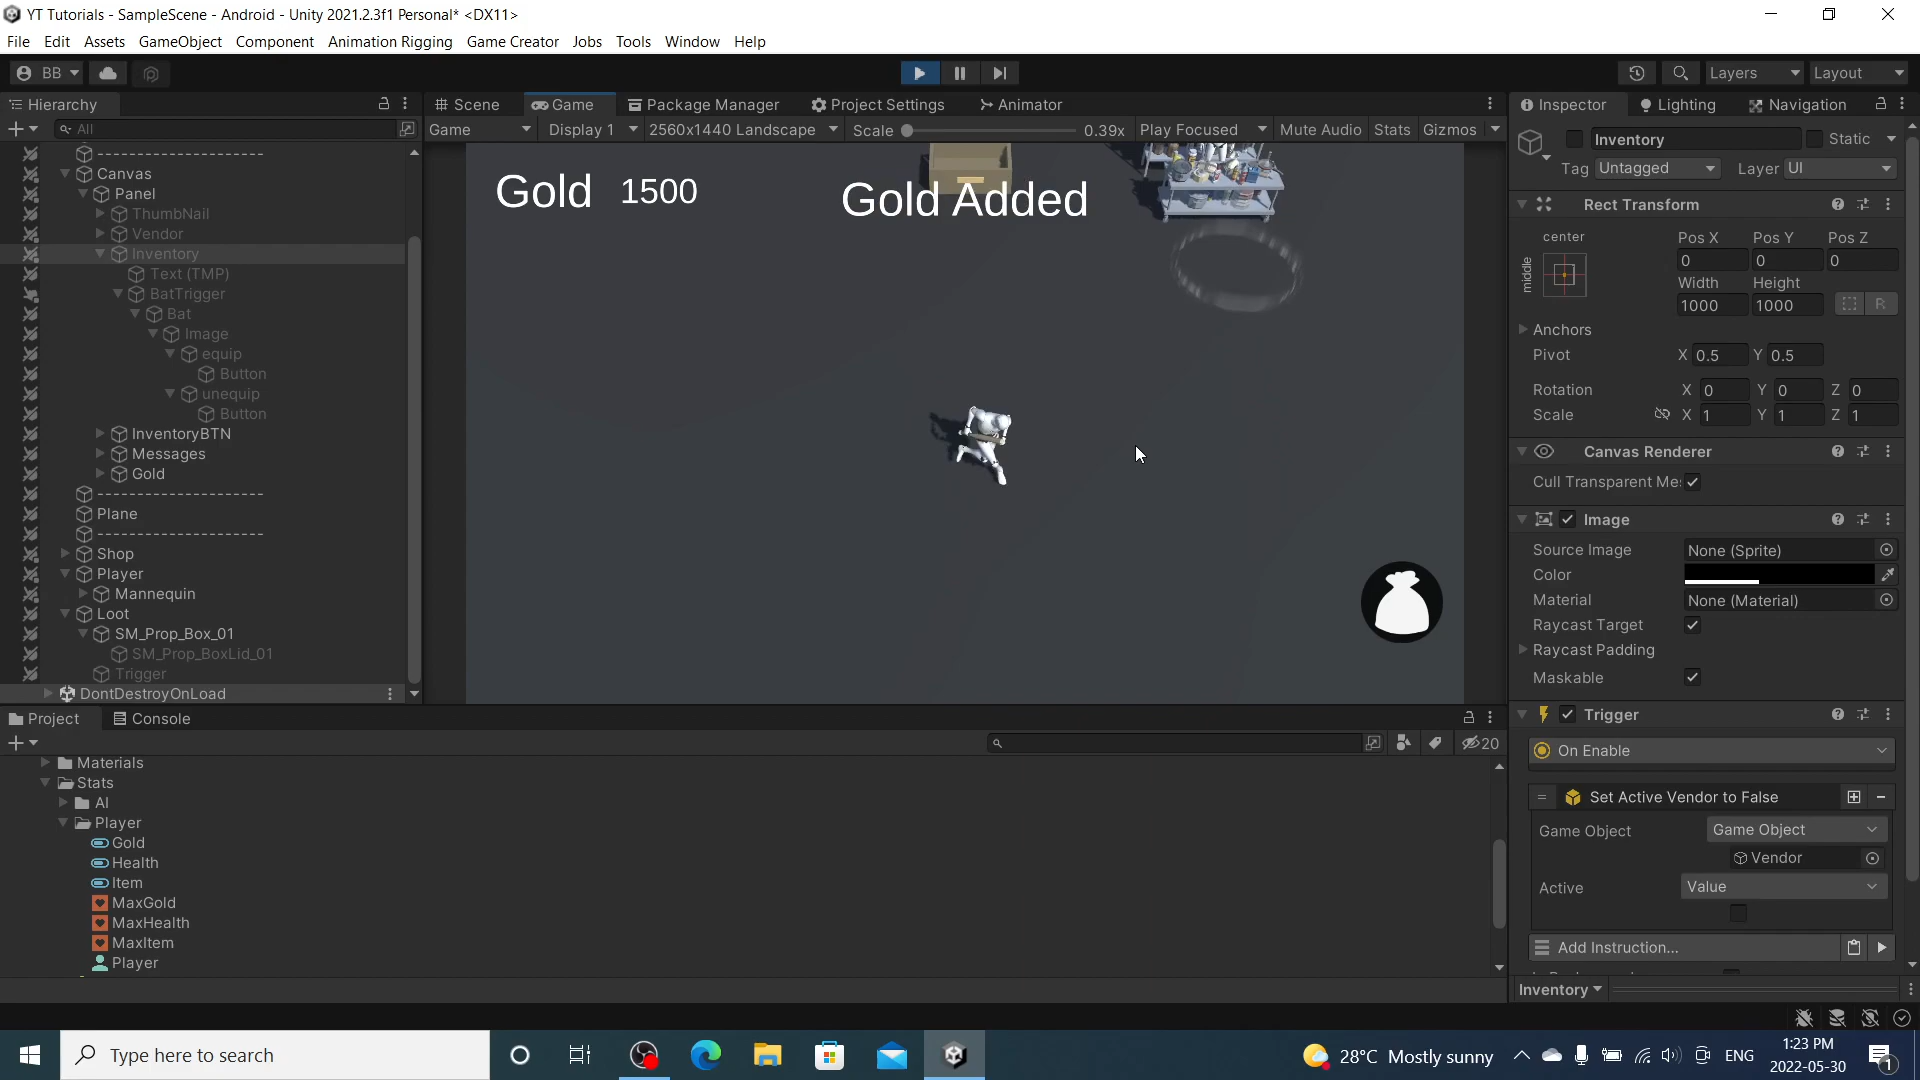 YT Tutorials - SampleScene - Android - Unity 2021.2.3f1 Personal* <DX11>
File Edit Assets GameObject Component Animation Rigging Game Creator Jobs Tools Window Help
BB Layers Layout
Hierarchy Scene Game Package Manager Project Settings Animator Inspector Lighting Navigation
All Game Display 1 2560x1440 Landscape Scale 0.39x Play Focused Mute Audio Stats Gizmos
Inventory Static
Tag Untagged Layer UI
--------------------
Canvas
Panel
ThumbNail
Vendor
Inventory
Text (TMP)
BatTrigger
Bat
Image
equip
Button
unequip
Button
InventoryBTN
Messages
Gold
--------------------
Plane
--------------------
Shop
Player
Mannequin
Loot
SM_Prop_Box_01
SM_Prop_BoxLid_01
Trigger
DontDestroyOnLoad
Gold 1500 Gold Added
Rect Transform
center Pos X Pos Y Pos Z
middle 0 0 0
Width Height
1000 1000 R
Anchors
Pivot X 0.5 Y 0.5
Rotation X 0 Y 0 Z 0
Scale X 1 Y 1 Z 1
Canvas Renderer
Cull Transparent Me
Image
Source Image None (Sprite)
Color
Material None (Material)
Raycast Target
Raycast Padding
Maskable
Trigger
On Enable
Set Active Vendor to False
Game Object Game Object
Vendor
Active Value
Add Instruction...
Inventory
Project Console
20
Materials
Stats
AI
Player
Gold
Health
Item
MaxGold
MaxHealth
MaxItem
Player
Type here to search
28°C Mostly sunny ENG 1:23 PM
2022-05-30 1